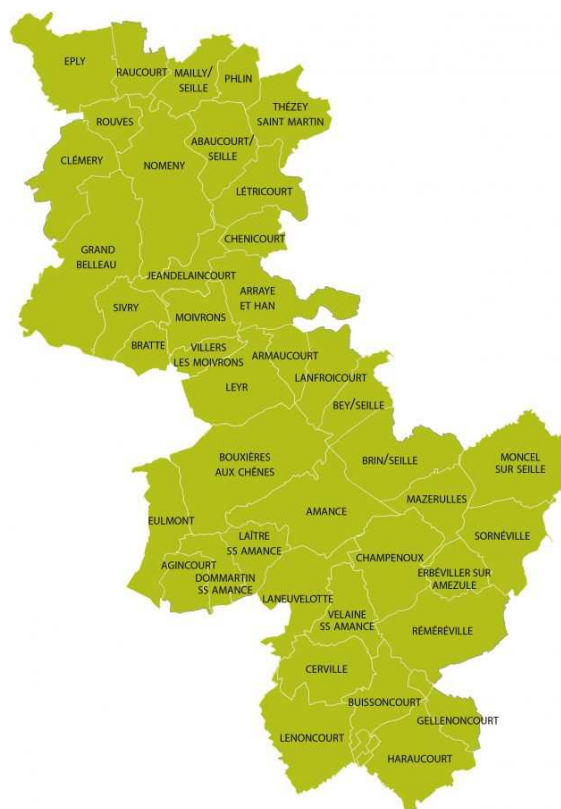 EPLY
RAUCOURT
MAILLY/
SEILLE
PHLIN
THÉZEY
SAINT MARTIN
ROUVES
ABAUCOURT/
SEILLE
CLÉMERY
NOMENY
LÉTRICOURT
CHENICOURT
GRAND
BELLEAU
JEANDELAINCOURT
ARRAYE
ET HAN
SIVRY
MOIVRONS
BRATTE
VILLERS
LES MOIVRONS
ARMAUCOURT
LANFROICOURT
LEYR
BEY/SEILLE
BOUXIÈRES
AUX CHÊNES
BRIN/SEILLE
MONCEL
SUR SEILLE
MAZERULLES
AMANCE
EULMONT
SORNÉVILLE
LAÎTRE
SS AMANCE
CHAMPENOUX
AGINCOURT
DOMMARTIN
SS AMANCE
ERBÉVILLER SUR
AMEZULE
LANEUVELOTTE
VELAINE
SS AMANCE
RÉMÉRÉVILLE
CERVILLE
BUISSONCOURT
GELLENONCOURT
LENONCOURT
HARAUCOURT